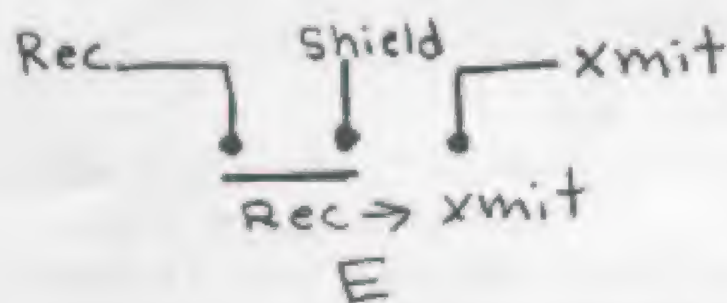 Rec. Shield xmit
Rec → xmit
E